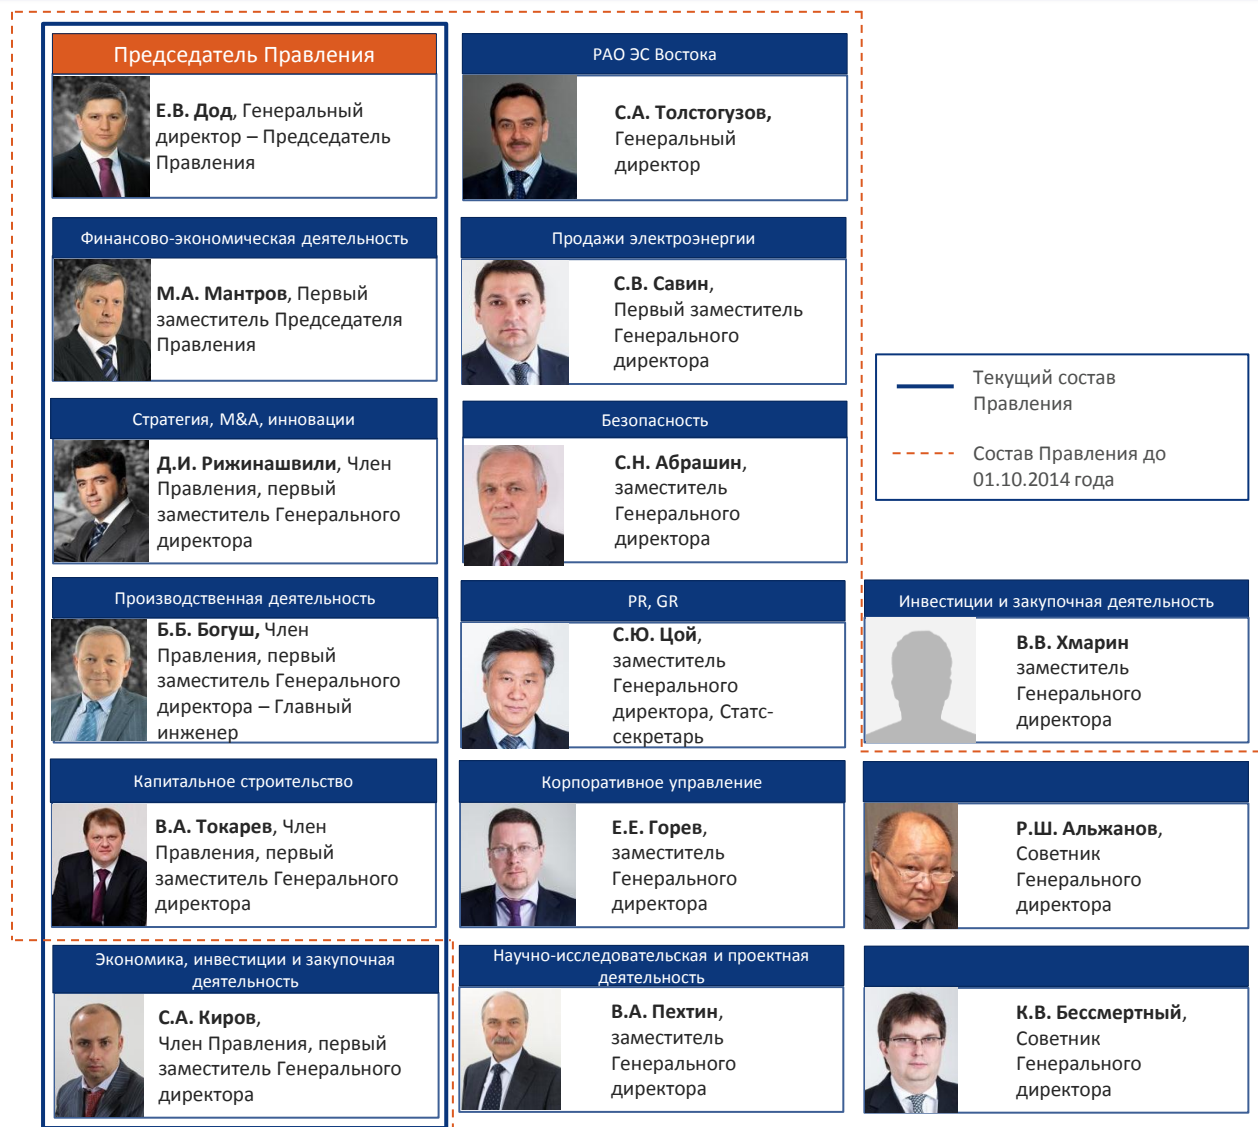 Председатель Правления
Е.В. Дод, Генеральный
директор – Председатель
Правления
Финансово-экономическая деятельность
М.А. Мантров, Первый
заместитель Председателя
Правления
Стратегия, M&A, инновации
Д.И. Рижинашвили, Член
Правления, первый
заместитель Генерального
директора
Производственная деятельность
Б.Б. Богуш, Член
Правления, первый
заместитель Генерального
директора – Главный
инженер
Капитальное строительство
В.А. Токарев, Член
Правления, первый
заместитель Генерального
директора
Экономика, инвестиции и закупочная
деятельность
С.А. Киров,
Член Правления, первый
заместитель Генерального
директора
РАО ЭС Востока
С.А. Толстогузов,
Генеральный
директор
Продажи электроэнергии
С.В. Савин,
Первый заместитель
Генерального
директора
Безопасность
С.Н. Абрашин,
заместитель
Генерального
директора
PR, GR
С.Ю. Цой,
заместитель
Генерального
директора, Статс-
секретарь
Корпоративное управление
Е.Е. Горев,
заместитель
Генерального
директора
Научно-исследовательская и проектная
деятельность
В.А. Пехтин,
заместитель
Генерального
директора
Текущий состав
Правления
Состав Правления до
01.10.2014 года
Инвестиции и закупочная деятельность
В.В. Хмарин
заместитель
Генерального
директора
Р.Ш. Альжанов,
Советник
Генерального
директора
К.В. Бессмертный,
Советник
Генерального
директора